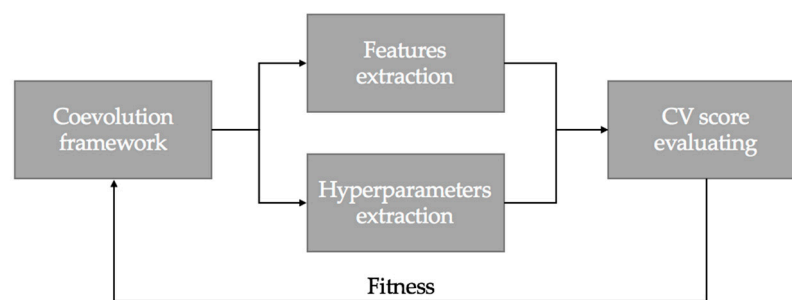 Features
extraction
Coevolution
framework
CV score
evaluating
Hyperparameters
extraction
Fitness